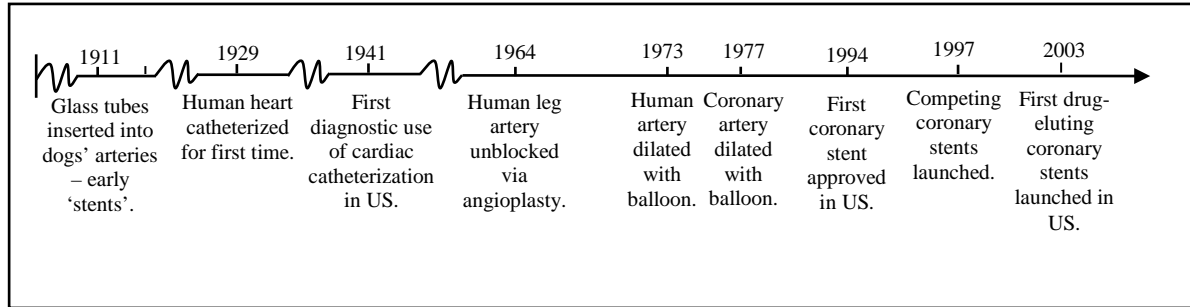 1911
1929
1941
1964
1973
1977
1994
1997
2003
Glass tubes
inserted into
dogs’ arteries
– early
‘stents’.
Human heart
catheterized
for first time.
First
diagnostic use
of cardiac
catheterization
in US.
Human leg
artery
unblocked
via
angioplasty.
Human
artery
dilated
with
balloon.
Coronary
artery
dilated
with
balloon.
First
coronary
stent
approved
in US.
Competing
coronary
stents
launched.
First drug-
eluting
coronary
stents
launched in
US.